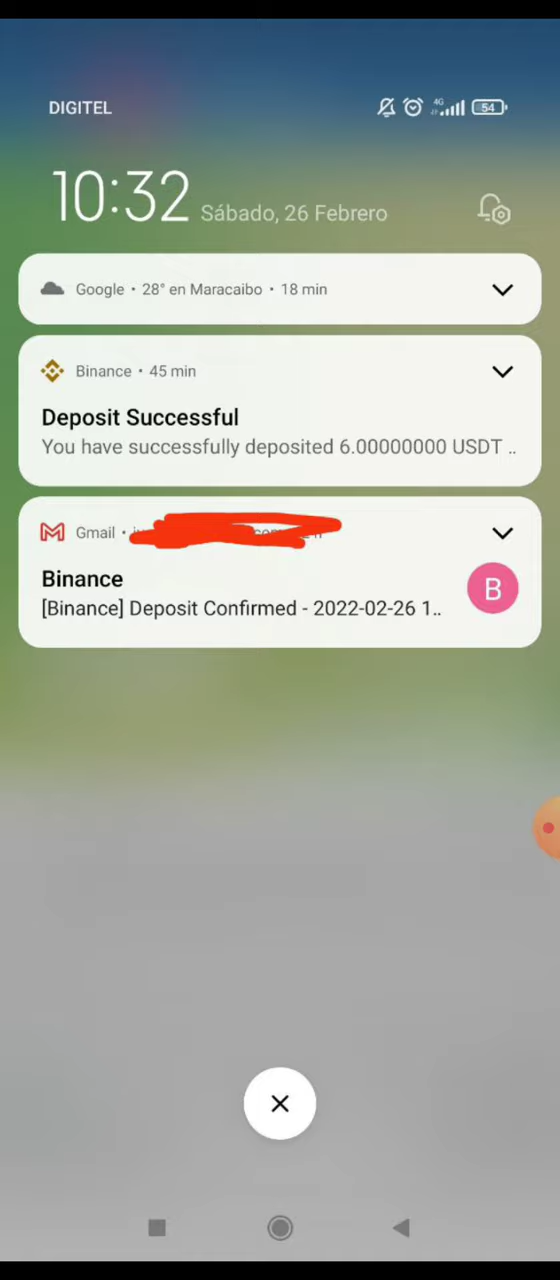 DIGITEL
4G
54
10:32 Sábado, 26 Febrero
Google • 28° en Maracaibo • 18 min
Binance • 45 min
Deposit Successful
You have successfully deposited 6.00000000 USDT ..
Gmail •
Binance
[Binance] Deposit Confirmed - 2022-02-26 1..
B